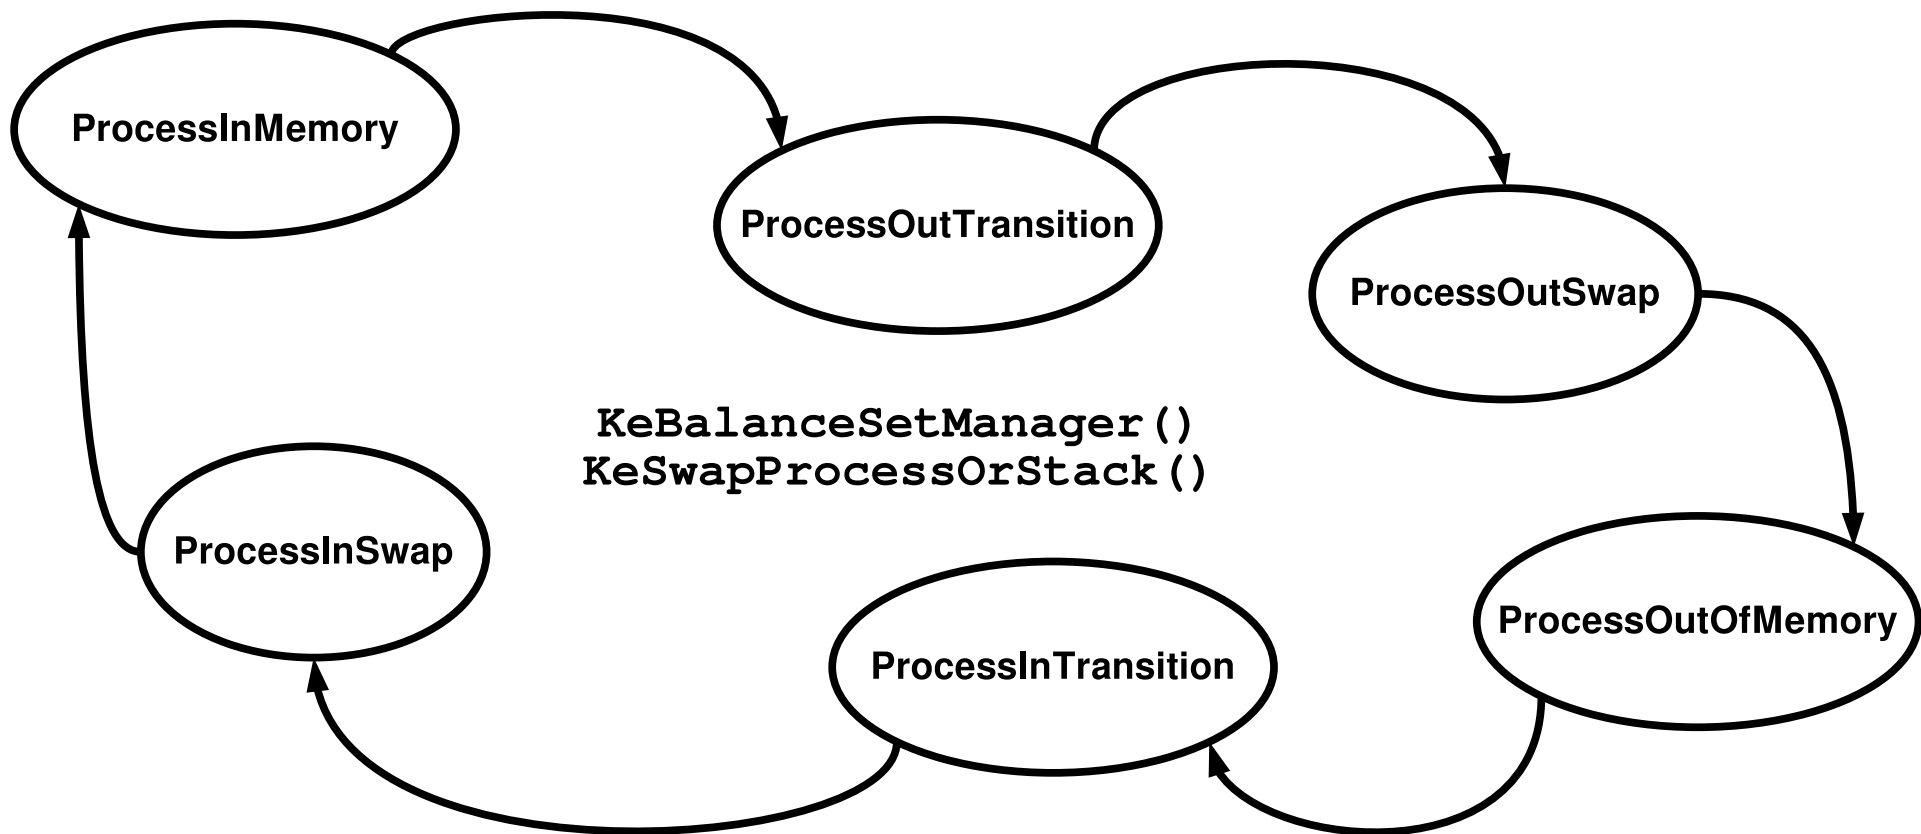 ProcessInMemory
ProcessOutTransition
ProcessOutSwap
KeBalanceSetManager()
KeSwapProcessOrStack()
ProcessInSwap
ProcessInTransition
ProcessOutOfMemory